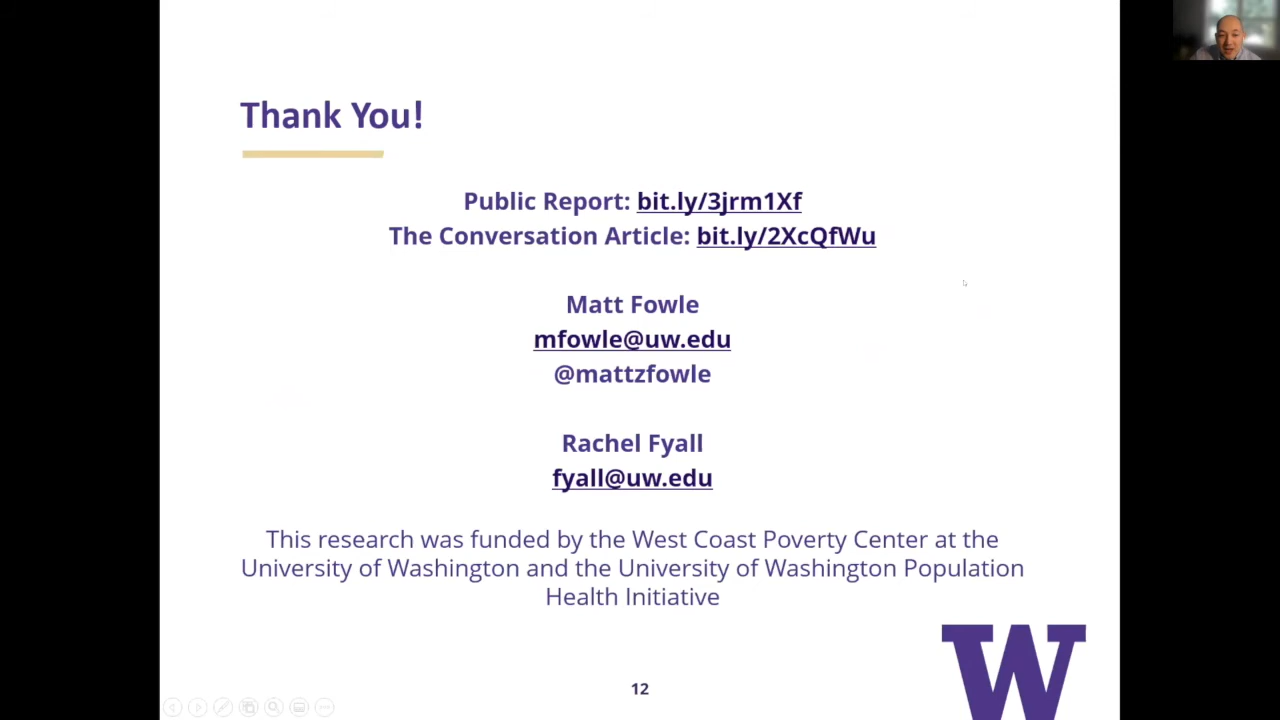 Thank You!
Public Report: bit.ly/3jrm1Xf
The Conversation Article: bit.ly/2XcQfWu
Matt Fowle
mfowle@uw.edu
@mattzfowle
Rachel Fyall
fyall@uw.edu
This research was funded by the West Coast Poverty Center at the
University of Washington and the University of Washington Population
Health Initiative
W
12